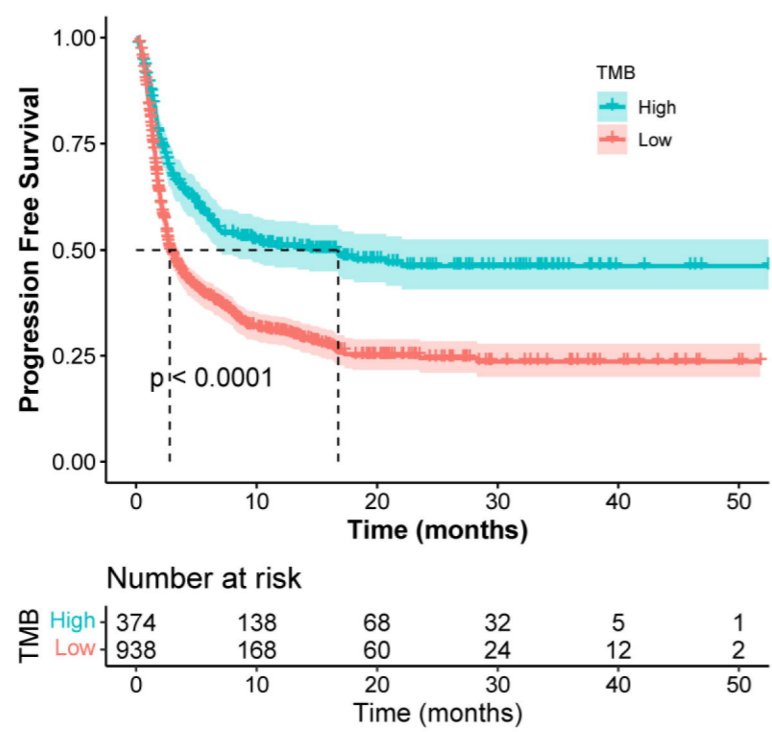 Progression Free Survival
1.00
0.75
0.50
0.25
0.00
TMB
High
Low
p < 0.0001
0 10 20 30 40 50
Time (months)
Number at risk
TMB
High 374 138 68 32 5 1
Low 938 168 60 24 12 2
0 10 20 30 40 50
Time (months)